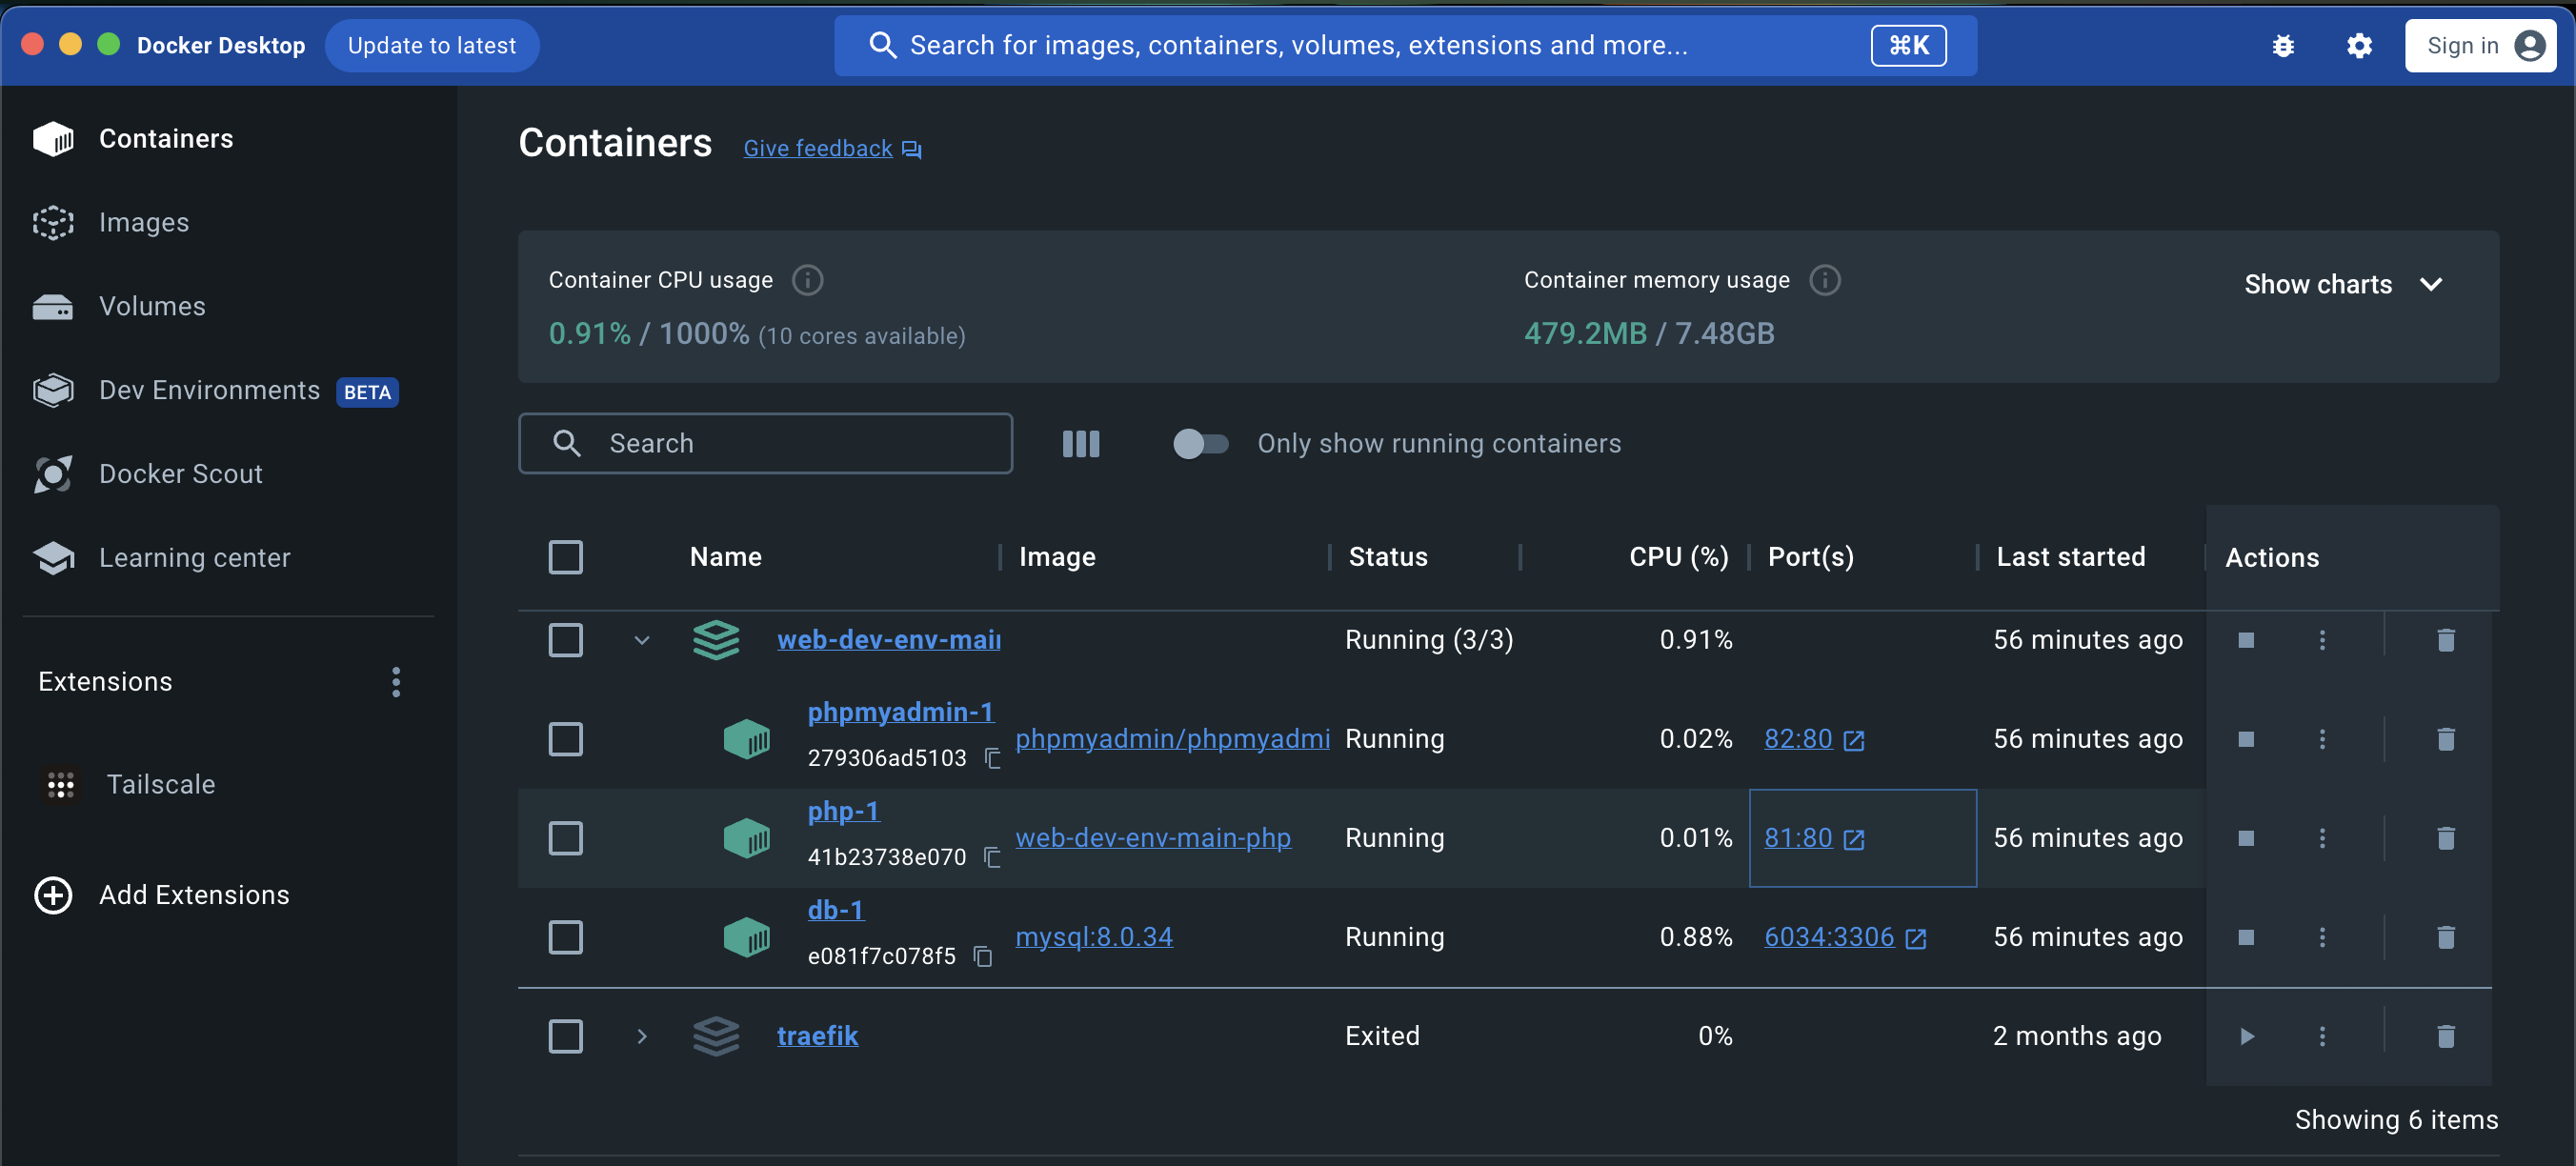 Docker Desktop
Update to latest
Search for images, containers, volumes, extensions and more...
⌘K
Sign in
Containers
Images
Volumes
Dev Environments BETA
Docker Scout
Learning center
Extensions
Tailscale
Add Extensions
Containers
Give feedback
Container CPU usage
0.91% / 1000% (10 cores available)
Container memory usage
479.2MB / 7.48GB
Show charts
Search
Only show running containers
Name Image Status CPU (%) Port(s) Last started Actions
web-dev-env-main Running (3/3) 0.91% 56 minutes ago
phpmyadmin-1
279306ad5103
phpmyadmin/phpmyadmi Running 0.02% 82:80 56 minutes ago
php-1
41b23738e070
web-dev-env-main-php Running 0.01% 81:80 56 minutes ago
db-1
e081f7c078f5
mysql:8.0.34 Running 0.88% 6034:3306 56 minutes ago
traefik Exited 0% 2 months ago
Showing 6 items